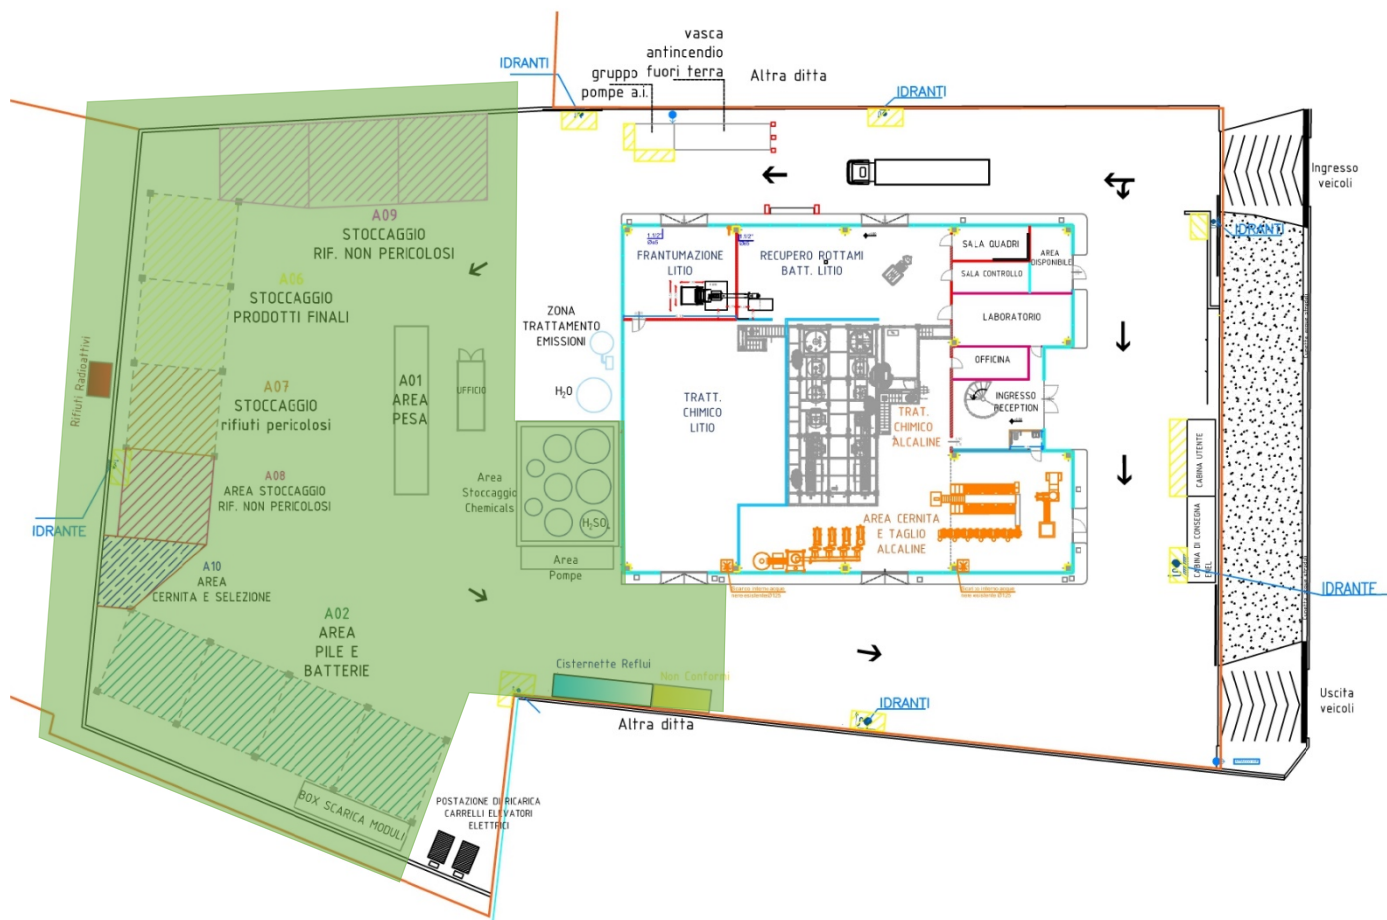 vasca
antincendio
fuori terra
gruppo
pompe a.i.
Altra ditta
IDRANTI
IDRANTI
Ingresso
veicoli
IDRANTI
A09
STOCCAGGIO
RIF. NON PERICOLOSI
A06
STOCCAGGIO
PRODOTTI FINALI
A07
STOCCAGGIO
rifiuti pericolosi
A08
AREA STOCCAGGIO
RIF. NON PERICOLOSI
A10
AREA
CERNITA E SELEZIONE
A02
AREA
PILE E
BATTERIE
A01
AREA
PESA
UFFICIO
Rifiuti Radioattivi
IDRANTE
ZONA
TRATTAMENTO
EMISSIONI
H2O
Area
Stoccaggio
Chemicals
H2SO4
Area
Pompe
FRANTUMAZIONE
LITIO
RECUPERO ROTTAMI
BATT. LITIO
SALA QUADRI
SALA CONTROLLO
AREA
DISPONIBILE
LABORATORIO
OFFICINA
INGRESSO
RECEPTION
TRATT.
CHIMICO
LITIO
TRAT.
CHIMICO
ALCALINE
AREA CERNITA
E TAGLIO
ALCALINE
CABINA UTENTE
CABINA DI CONSEGNA
ENEL
IDRANTE
Cisternette Reflui
Non Conformi
Altra ditta
IDRANTI
Uscita
veicoli
BOX SCARICA MODULI
POSTAZIONE DI RICARICA
CARRELLI ELEVATORI
ELETTRICI